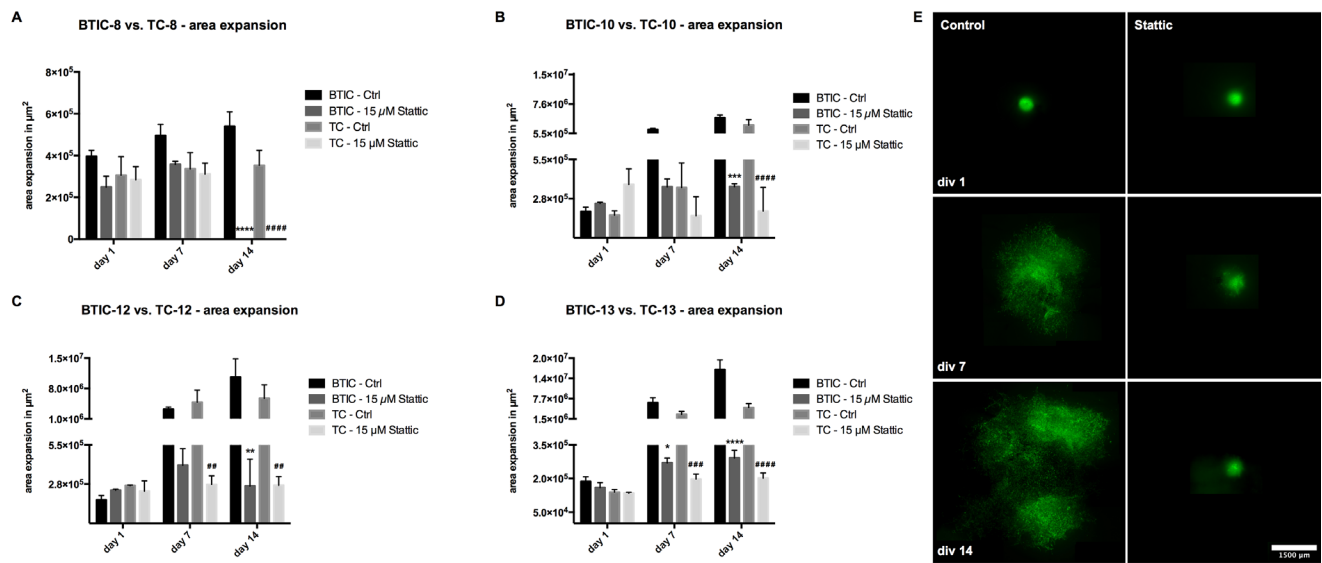 A
BTIC-8 vs. TC-8 - area expansion
area expansion in µm²
8×10⁵
6×10⁵
4×10⁵
2×10⁵
0
day 1
day 7
day 14
****
####
BTIC - Ctrl
BTIC - 15 µM Stattic
TC - Ctrl
TC - 15 µM Stattic
B
BTIC-10 vs. TC-10 - area expansion
area expansion in µm²
1.0×10⁷
7.6×10⁶
5.5×10⁶
5.5×10⁵
2.8×10⁵
day 1
day 7
day 14
***
####
BTIC - Ctrl
BTIC - 15 µM Stattic
TC - Ctrl
TC - 15 µM Stattic
C
BTIC-12 vs. TC-12 - area expansion
area expansion in µm²
1.5×10⁷
8.0×10⁶
1.0×10⁶
5.5×10⁵
2.8×10⁵
day 1
day 7
day 14
##
**
##
BTIC - Ctrl
BTIC - 15 µM Stattic
TC - Ctrl
TC - 15 µM Stattic
D
BTIC-13 vs. TC-13 - area expansion
area expansion in µm²
2.0×10⁷
1.4×10⁷
7.7×10⁶
1.5×10⁶
3.5×10⁵
2.0×10⁵
5.0×10⁴
day 1
day 7
day 14
*
###
****
####
BTIC - Ctrl
BTIC - 15 µM Stattic
TC - Ctrl
TC - 15 µM Stattic
E
Control
Stattic
div 1
div 7
div 14
1500 µm